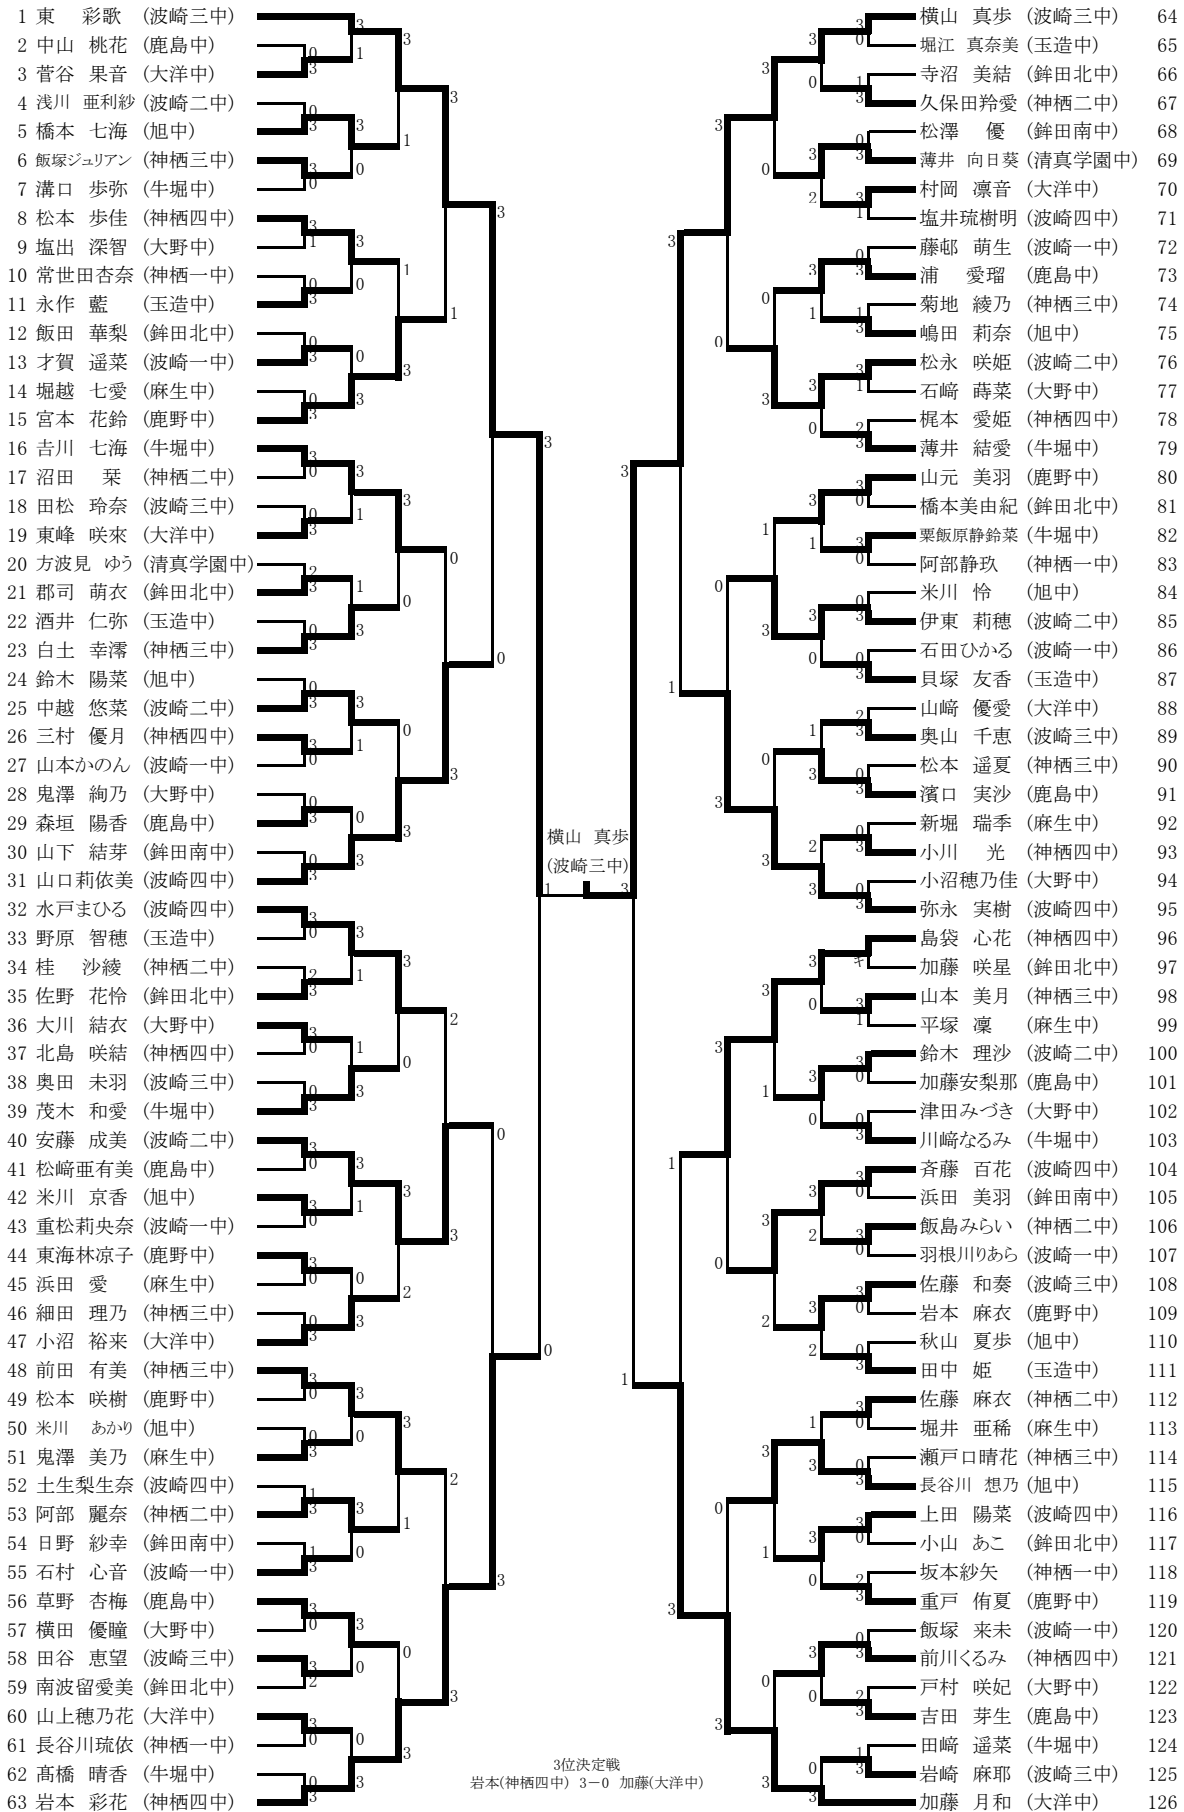 1 東 彩歌 (波崎三中)
2 中山 桃花 (鹿島中)
3 菅谷 果音 (大洋中)
4 浅川 亜利紗 (波崎二中)
5 橋本 七海 (旭中)
6 飯塚ジュリアン (神栖三中)
7 溝口 歩弥 (牛堀中)
8 松本 歩佳 (神栖四中)
9 塩出 深智 (大野中)
10 常世田杏奈 (神栖一中)
11 永作 藍 (玉造中)
12 飯田 華梨 (鉾田北中)
13 才賀 遥菜 (波崎一中)
14 堀越 七愛 (麻生中)
15 宮本 花鈴 (鹿野中)
16 吉川 七海 (牛堀中)
17 沼田 栞 (神栖二中)
18 田松 玲奈 (波崎三中)
19 東峰 咲來 (大洋中)
20 方波見 ゆう (清真学園中)
21 郡司 萌衣 (鉾田北中)
22 酒井 仁弥 (玉造中)
23 白土 幸澪 (神栖三中)
24 鈴木 陽菜 (旭中)
25 中越 悠菜 (波崎二中)
26 三村 優月 (神栖四中)
27 山本かのん (波崎一中)
28 鬼澤 絢乃 (大野中)
29 森垣 陽香 (鹿島中)
30 山下 結芽 (鉾田南中)
31 山口莉依美 (波崎四中)
32 水戸まひる (波崎四中)
33 野原 智穂 (玉造中)
34 桂 沙綾 (神栖二中)
35 佐野 花怜 (鉾田北中)
36 大川 結衣 (大野中)
37 北島 咲結 (神栖四中)
38 奥田 未羽 (波崎三中)
39 茂木 和愛 (牛堀中)
40 安藤 成美 (波崎二中)
41 松﨑亜有美 (鹿島中)
42 米川 京香 (旭中)
43 重松莉央奈 (波崎一中)
44 東海林凉子 (鹿野中)
45 浜田 愛 (麻生中)
46 細田 理乃 (神栖三中)
47 小沼 裕来 (大洋中)
48 前田 有美 (神栖三中)
49 松本 咲樹 (鹿野中)
50 米川 あかり (旭中)
51 鬼澤 美乃 (麻生中)
52 土生梨生奈 (波崎四中)
53 阿部 麗奈 (神栖二中)
54 日野 紗幸 (鉾田南中)
55 石村 心音 (波崎一中)
56 草野 杏梅 (鹿島中)
57 横田 優瞳 (大野中)
58 田谷 恵望 (波崎三中)
59 南波留愛美 (鉾田北中)
60 山上穂乃花 (大洋中)
61 長谷川琉依 (神栖一中)
62 髙橋 晴香 (牛堀中)
63 岩本 彩花 (神栖四中)
横山 真歩
(波崎三中)
1 3
3位決定戦
岩本(神栖四中) 3－0 加藤(大洋中)
横山 真歩 (波崎三中) 64
堀江 真奈美 (玉造中) 65
寺沼 美結 (鉾田北中) 66
久保田羚愛 (神栖二中) 67
松澤 優 (鉾田南中) 68
薄井 向日葵 (清真学園中) 69
村岡 凛音 (大洋中) 70
塩井琉樹明 (波崎四中) 71
藤邨 萌生 (波崎一中) 72
浦 愛瑠 (鹿島中) 73
菊地 綾乃 (神栖三中) 74
嶋田 莉奈 (旭中) 75
松永 咲姫 (波崎二中) 76
石﨑 蒔菜 (大野中) 77
梶本 愛姫 (神栖四中) 78
薄井 結愛 (牛堀中) 79
山元 美羽 (鹿野中) 80
橋本美由紀 (鉾田北中) 81
粟飯原静鈴菜 (牛堀中) 82
阿部静玖 (神栖一中) 83
米川 怜 (旭中) 84
伊東 莉穂 (波崎二中) 85
石田ひかる (波崎一中) 86
貝塚 友香 (玉造中) 87
山﨑 優愛 (大洋中) 88
奥山 千恵 (波崎三中) 89
松本 遥夏 (神栖三中) 90
濱口 実沙 (鹿島中) 91
新堀 瑞季 (麻生中) 92
小川 光 (神栖四中) 93
小沼穂乃佳 (大野中) 94
弥永 実樹 (波崎四中) 95
島袋 心花 (神栖四中) 96
加藤 咲星 (鉾田北中) 97
山本 美月 (神栖三中) 98
平塚 凜 (麻生中) 99
鈴木 理沙 (波崎二中) 100
加藤安梨那 (鹿島中) 101
津田みづき (大野中) 102
川﨑なるみ (牛堀中) 103
斉藤 百花 (波崎四中) 104
浜田 美羽 (鉾田南中) 105
飯島みらい (神栖二中) 106
羽根川りあら (波崎一中) 107
佐藤 和奏 (波崎三中) 108
岩本 麻衣 (鹿野中) 109
秋山 夏歩 (旭中) 110
田中 姫 (玉造中) 111
佐藤 麻衣 (神栖二中) 112
堀井 亜稀 (麻生中) 113
瀬戸口晴花 (神栖三中) 114
長谷川 想乃 (旭中) 115
上田 陽菜 (波崎四中) 116
小山 あこ (鉾田北中) 117
坂本紗矢 (神栖一中) 118
重戸 侑夏 (鹿野中) 119
飯塚 来未 (波崎一中) 120
前川くるみ (神栖四中) 121
戸村 咲妃 (大野中) 122
吉田 芽生 (鹿島中) 123
田﨑 遥菜 (牛堀中) 124
岩崎 麻耶 (波崎三中) 125
加藤 月和 (大洋中) 126